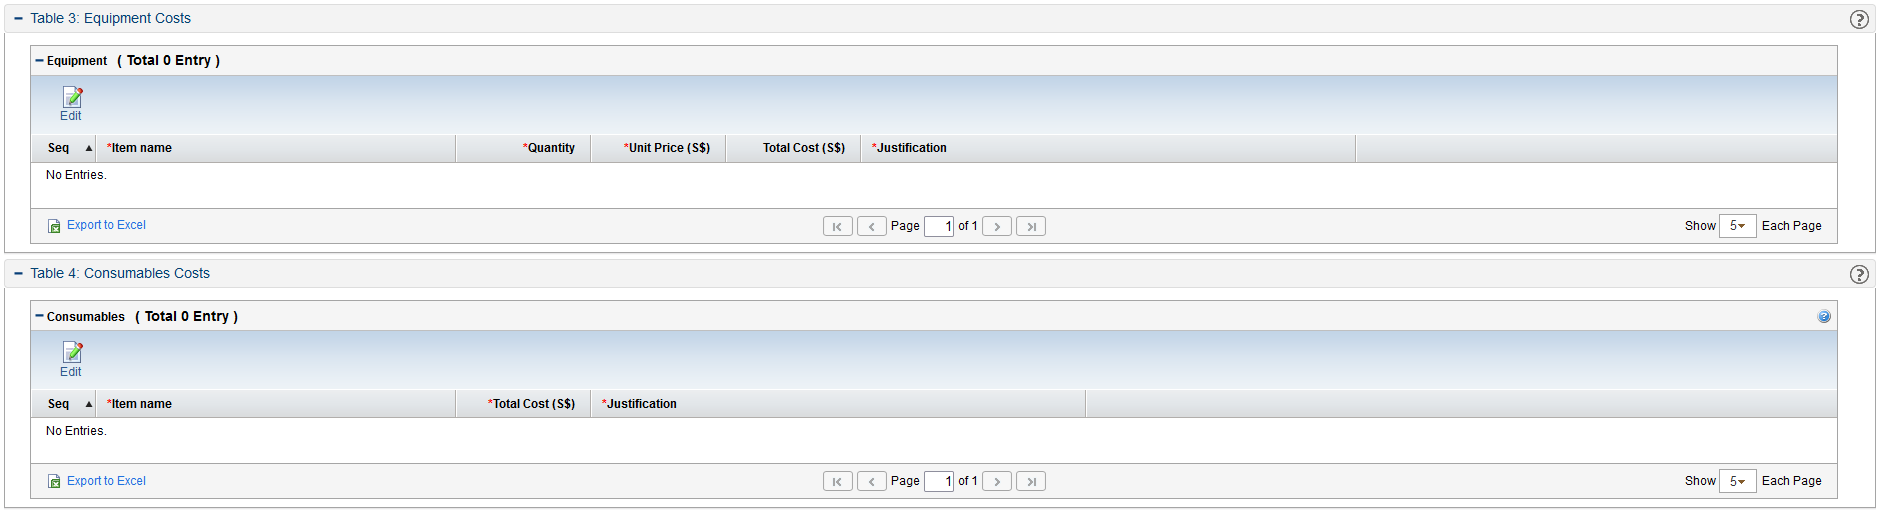 Table 3: Equipment Costs
Equipment ( Total 0 Entry )
Edit
Seq *Item name *Quantity *Unit Price (S$) Total Cost (S$) *Justification
No Entries.
Export to Excel Page 1 of 1 Show 5 Each Page
Table 4: Consumables Costs
Consumables ( Total 0 Entry )
Edit
Seq *Item name *Total Cost (S$) *Justification
No Entries.
Export to Excel Page 1 of 1 Show 5 Each Page